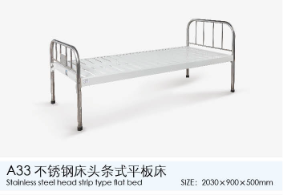 A33 不锈钢床头条式平板床
Stainless steel head strip type flat bed
SIZE: 2030×900×500mm